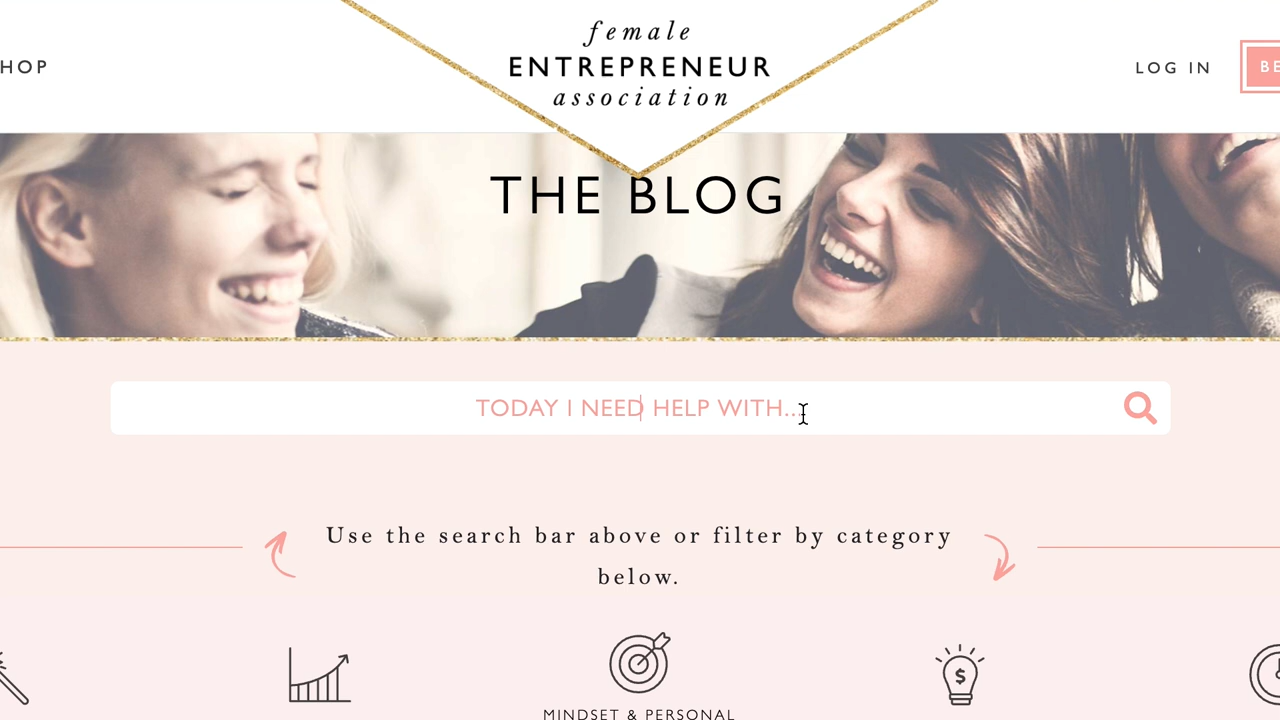 female
HOP
ENTREPRENEUR
LOG IN
BE
association
THE BLOG
TODAY I NEED HELP WITH...
Use the search bar above or filter by category
below.
$
MINDSET & PERSONAL